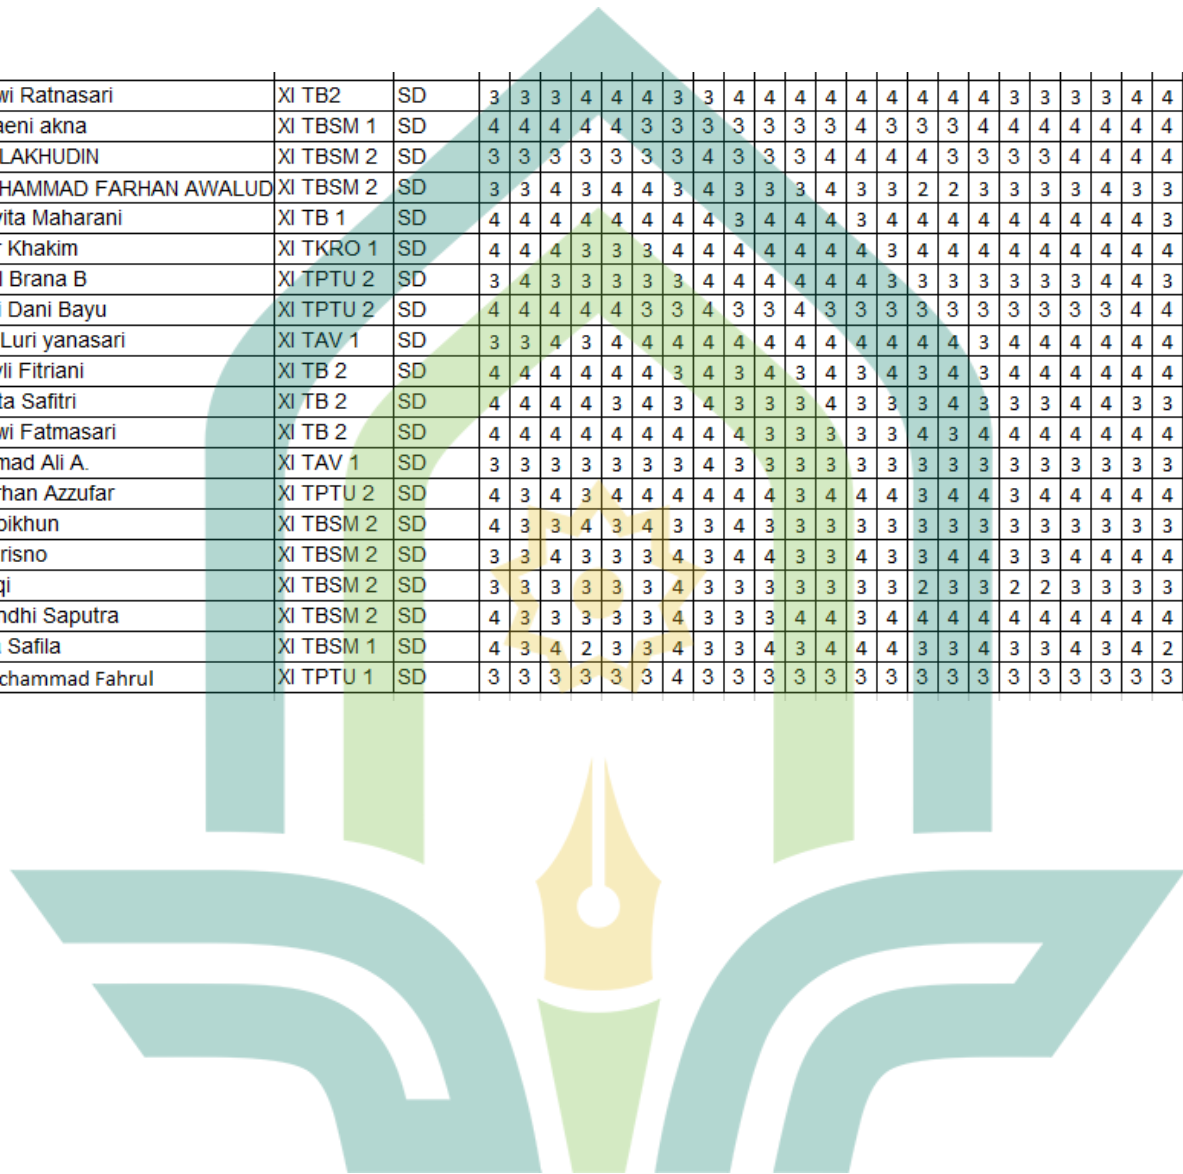 wi Ratnasari XI TB2 SD 3 3 3 4 4 4 3 3 4 4 4 4 4 4 4 4 4 3 3 3 3 4 4
aeni akna XI TBSM 1 SD 4 4 4 4 4 3 3 3 3 3 3 3 4 3 3 3 4 4 4 4 4 4 4
LAKHUDIN XI TBSM 2 SD 3 3 3 3 3 3 3 4 3 3 3 4 4 4 4 3 3 3 3 4 4 4 4
HAMMAD FARHAN AWALUD XI TBSM 2 SD 3 3 4 3 4 4 3 4 3 3 3 4 3 3 2 2 3 3 3 3 4 3 3
vita Maharani XI TB 1 SD 4 4 4 4 4 4 4 4 3 4 4 4 3 4 4 4 4 4 4 4 4 4 3
r Khakim XI TKRO 1 SD 4 4 4 3 3 3 4 4 4 4 4 4 4 3 4 4 4 4 4 4 4 4 4
l Brana B XI TPTU 2 SD 3 4 3 3 3 3 3 4 4 4 4 4 4 3 3 3 3 3 3 3 4 4 3
i Dani Bayu XI TPTU 2 SD 4 4 4 4 4 3 3 4 3 3 4 3 3 3 3 3 3 3 3 3 3 4 4
Luri yanasari XI TAV 1 SD 3 3 4 3 4 4 4 4 4 4 4 4 4 4 4 4 3 4 4 4 4 4 4
li Fitriani XI TB 2 SD 4 4 4 4 4 4 3 4 3 4 3 4 3 4 3 4 3 4 4 4 4 4 4
ta Safitri XI TB 2 SD 4 4 4 4 3 4 3 4 3 3 3 4 3 3 3 4 3 3 3 4 4 3 3
wi Fatmasari XI TB 2 SD 4 4 4 4 4 4 4 4 4 3 3 3 3 3 4 3 4 4 4 4 4 4 4
mad Ali A. XI TAV 1 SD 3 3 3 3 3 3 3 4 3 3 3 3 3 3 3 3 3 3 3 3 3 3 3
han Azzufar XI TPTU 2 SD 4 3 4 3 4 4 4 4 4 4 3 4 4 4 3 4 4 3 4 4 4 4 4
bikhun XI TBSM 2 SD 4 3 3 4 3 4 3 3 4 3 3 3 3 3 3 3 3 3 3 3 3 3 3
risno XI TBSM 2 SD 3 3 4 3 3 3 4 3 4 4 3 3 4 3 3 4 4 3 3 4 4 4 4
qi XI TBSM 2 SD 3 3 3 3 3 3 4 3 3 3 3 3 3 3 2 3 3 2 2 3 3 3 3
ndhi Saputra XI TBSM 2 SD 4 3 3 3 3 3 4 3 3 3 4 4 3 4 4 4 4 4 4 4 4 4 4
Safila XI TBSM 1 SD 4 3 4 2 3 3 4 3 3 4 3 4 4 4 3 3 4 3 3 4 3 4 2
chammad Fahrul XI TPTU 1 SD 3 3 3 3 3 3 4 3 3 3 3 3 3 3 3 3 3 3 3 3 3 3 3